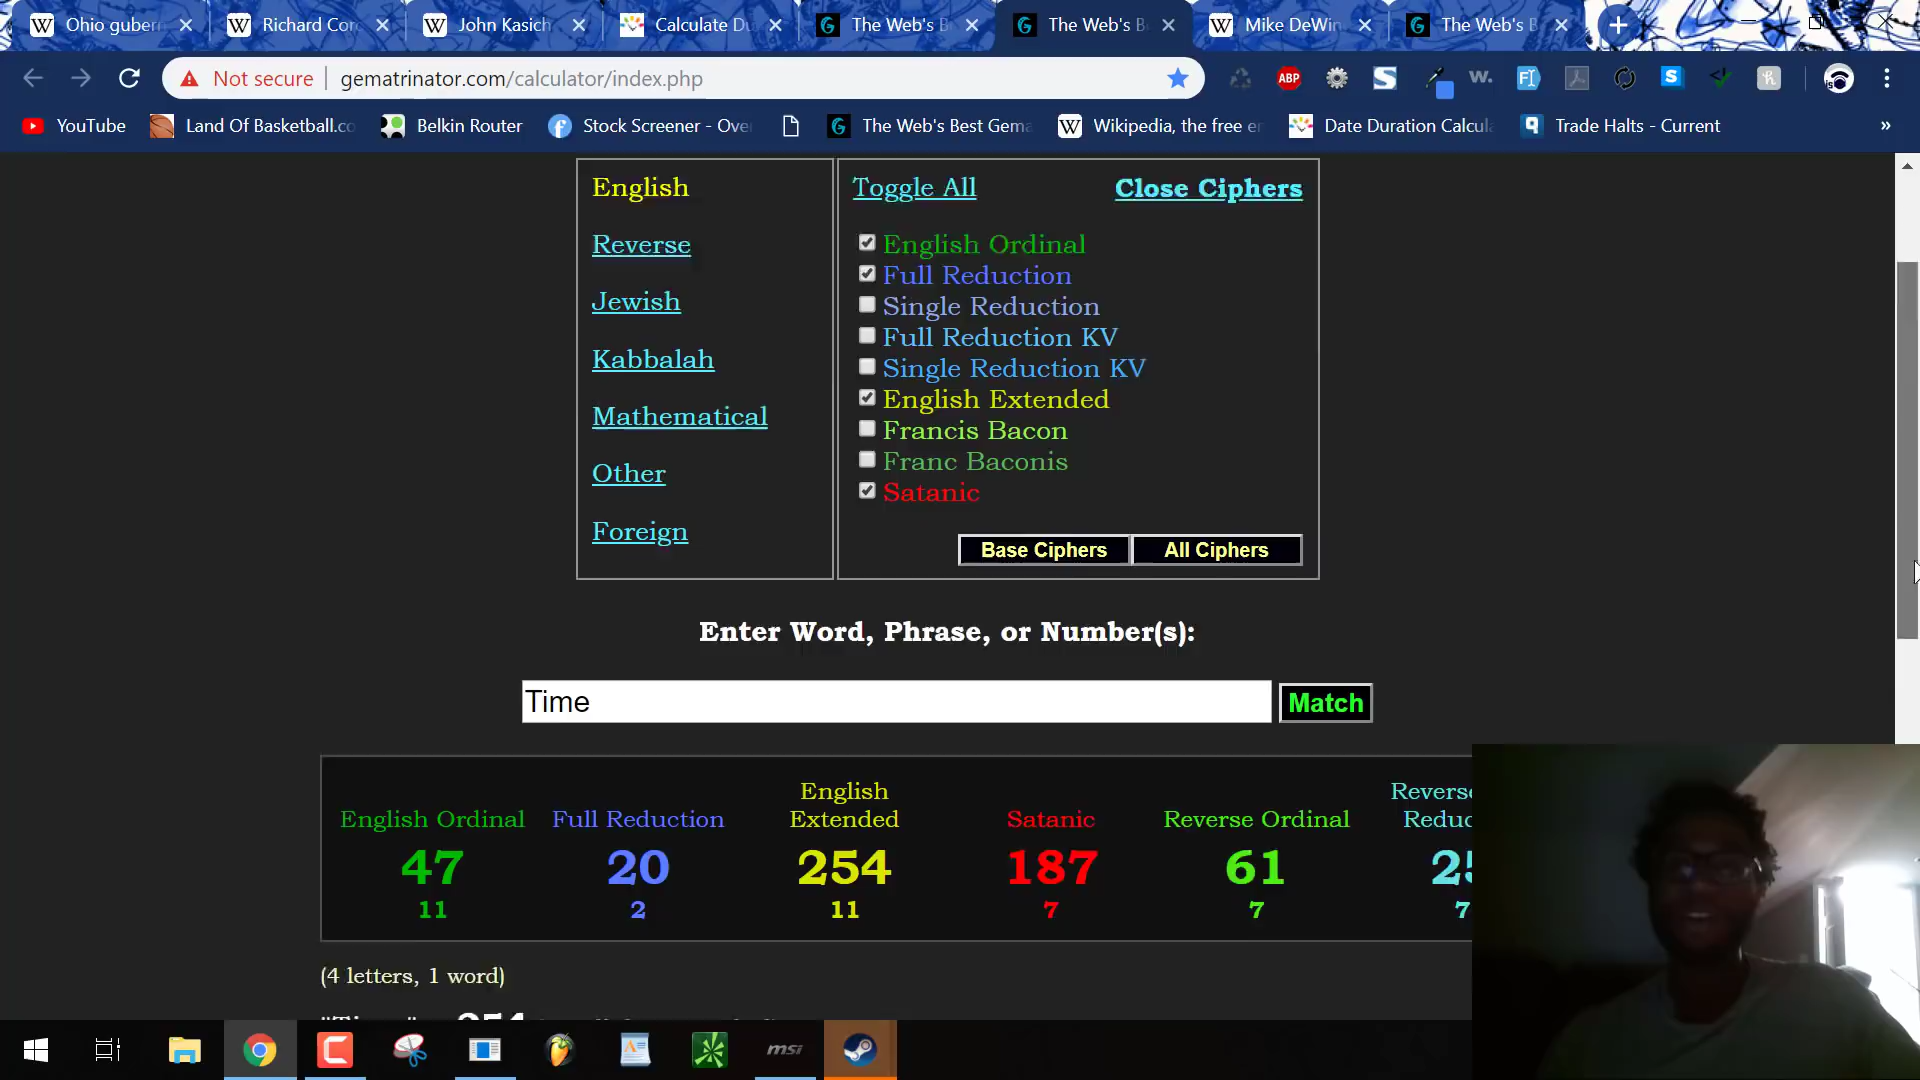 Ohio guber
Richard Cor
John Kasich
Calculate Du
The Web's B
The Web's B
Mike DeWin
The Web's B
Not secure
gematrinator.com/calculator/index.php
ABP
YouTube
Land Of Basketball.co
Belkin Router
Stock Screener - Ove
The Web's Best Gema
Wikipedia, the free e
Date Duration Calcu
Trade Halts - Current
English
Reverse
Jewish
Kabbalah
Mathematical
Other
Foreign
Toggle All
Close Ciphers
English Ordinal
Full Reduction
Single Reduction
Full Reduction KV
Single Reduction KV
English Extended
Francis Bacon
Franc Baconis
Satanic
Base Ciphers
All Ciphers
Enter Word, Phrase, or Number(s):
Time
Match
English Ordinal
47
11
Full Reduction
20
2
English
Extended
254
11
Satanic
187
7
Reverse Ordinal
61
7
Reverse
Reduc
25
7
(4 letters, 1 word)
msi